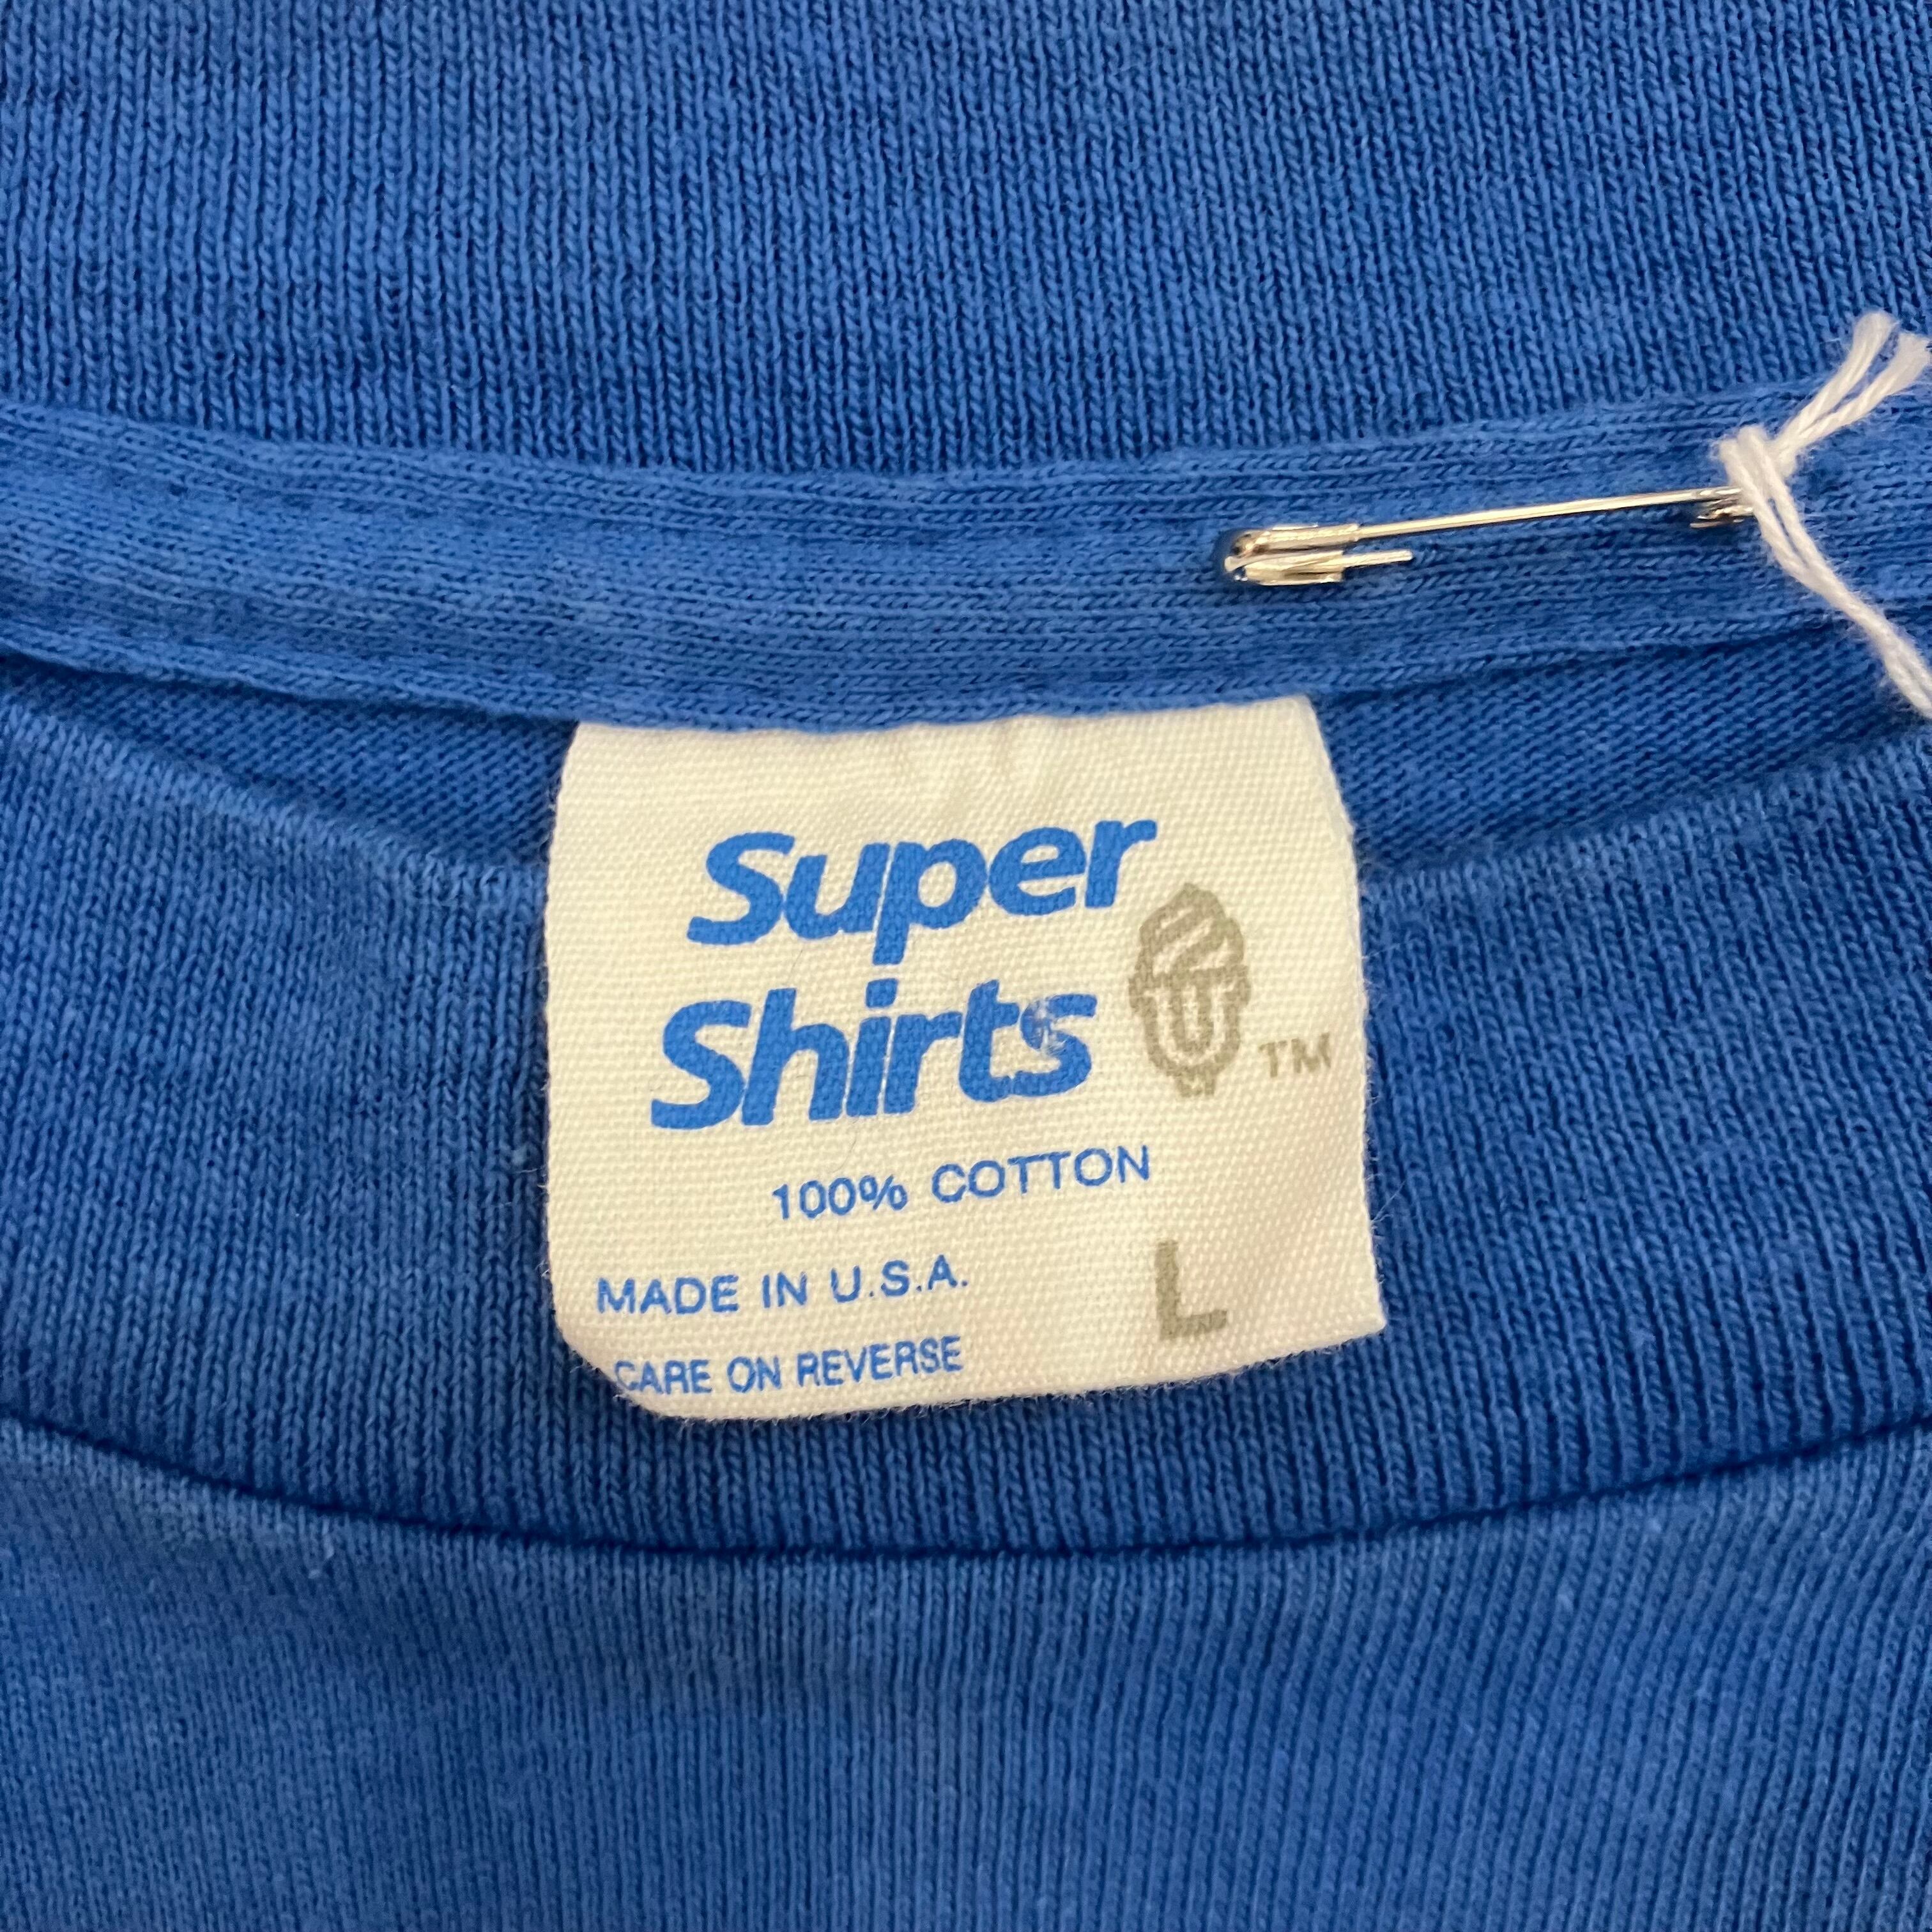 Super
Shirts
TM
100% COTTON
MADE IN U.S.A.
L
CARE ON REVERSE